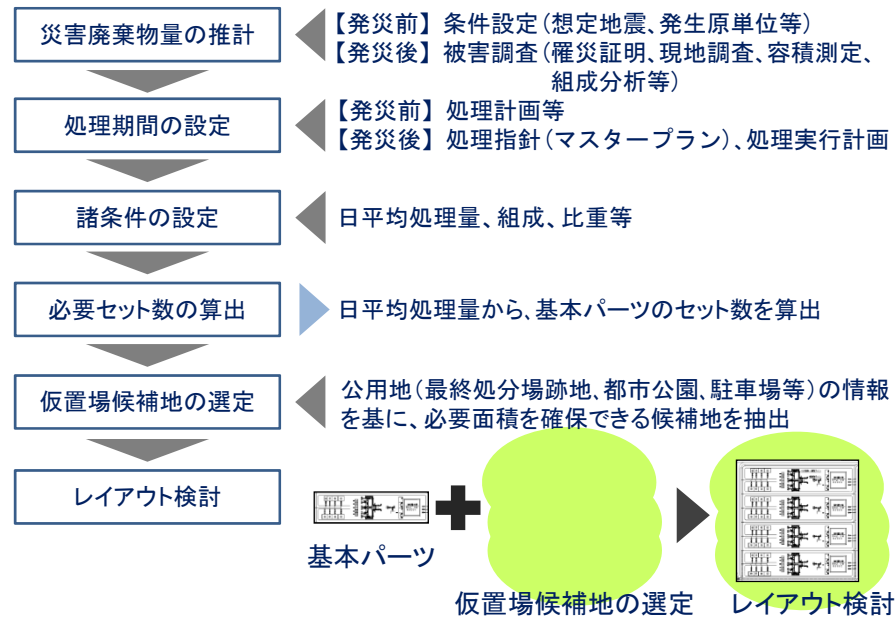 災害廃棄物量の推計
【発災前】 条件設定(想定地震、発生原単位等)
【発災後】 被害調査(罹災証明、現地調査、容積測定、
組成分析等)
処理期間の設定
【発災前】 処理計画等
【発災後】 処理指針(マスタープラン)、処理実行計画
諸条件の設定
日平均処理量、組成、比重等
必要セット数の算出
日平均処理量から、基本パーツのセット数を算出
仮置場候補地の選定
公用地(最終処分場跡地、都市公園、駐車場等)の情報
を基に、必要面積を確保できる候補地を抽出
レイアウト検討
基本パーツ
仮置場候補地の選定
レイアウト検討